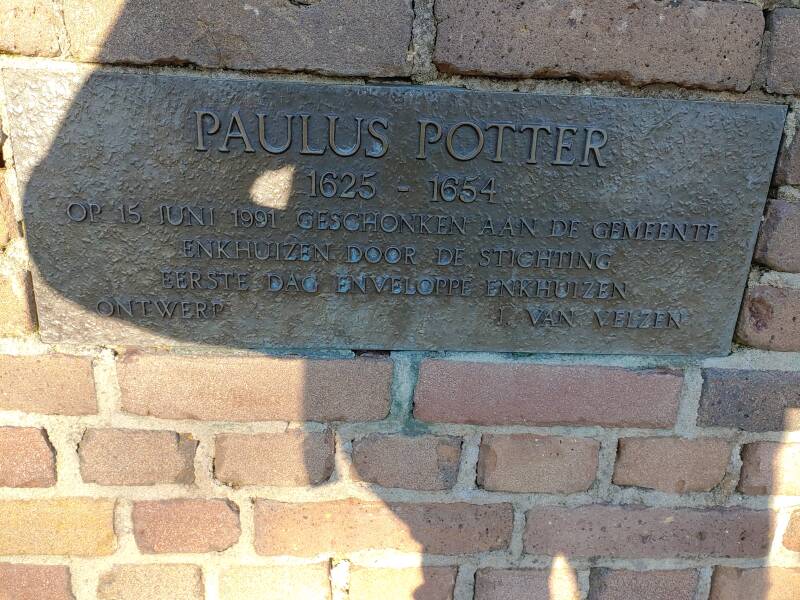 PAULUS POTTER
1625 - 1654
OP 15 JUNI 1991 GESCHONKEN AAN DE GEMEENTE
ENKHUIZEN DOOR DE STICHTING
EERSTE DAG ENVELOPPE ENKHUIZEN
ONTWERP J. VAN VELZEN